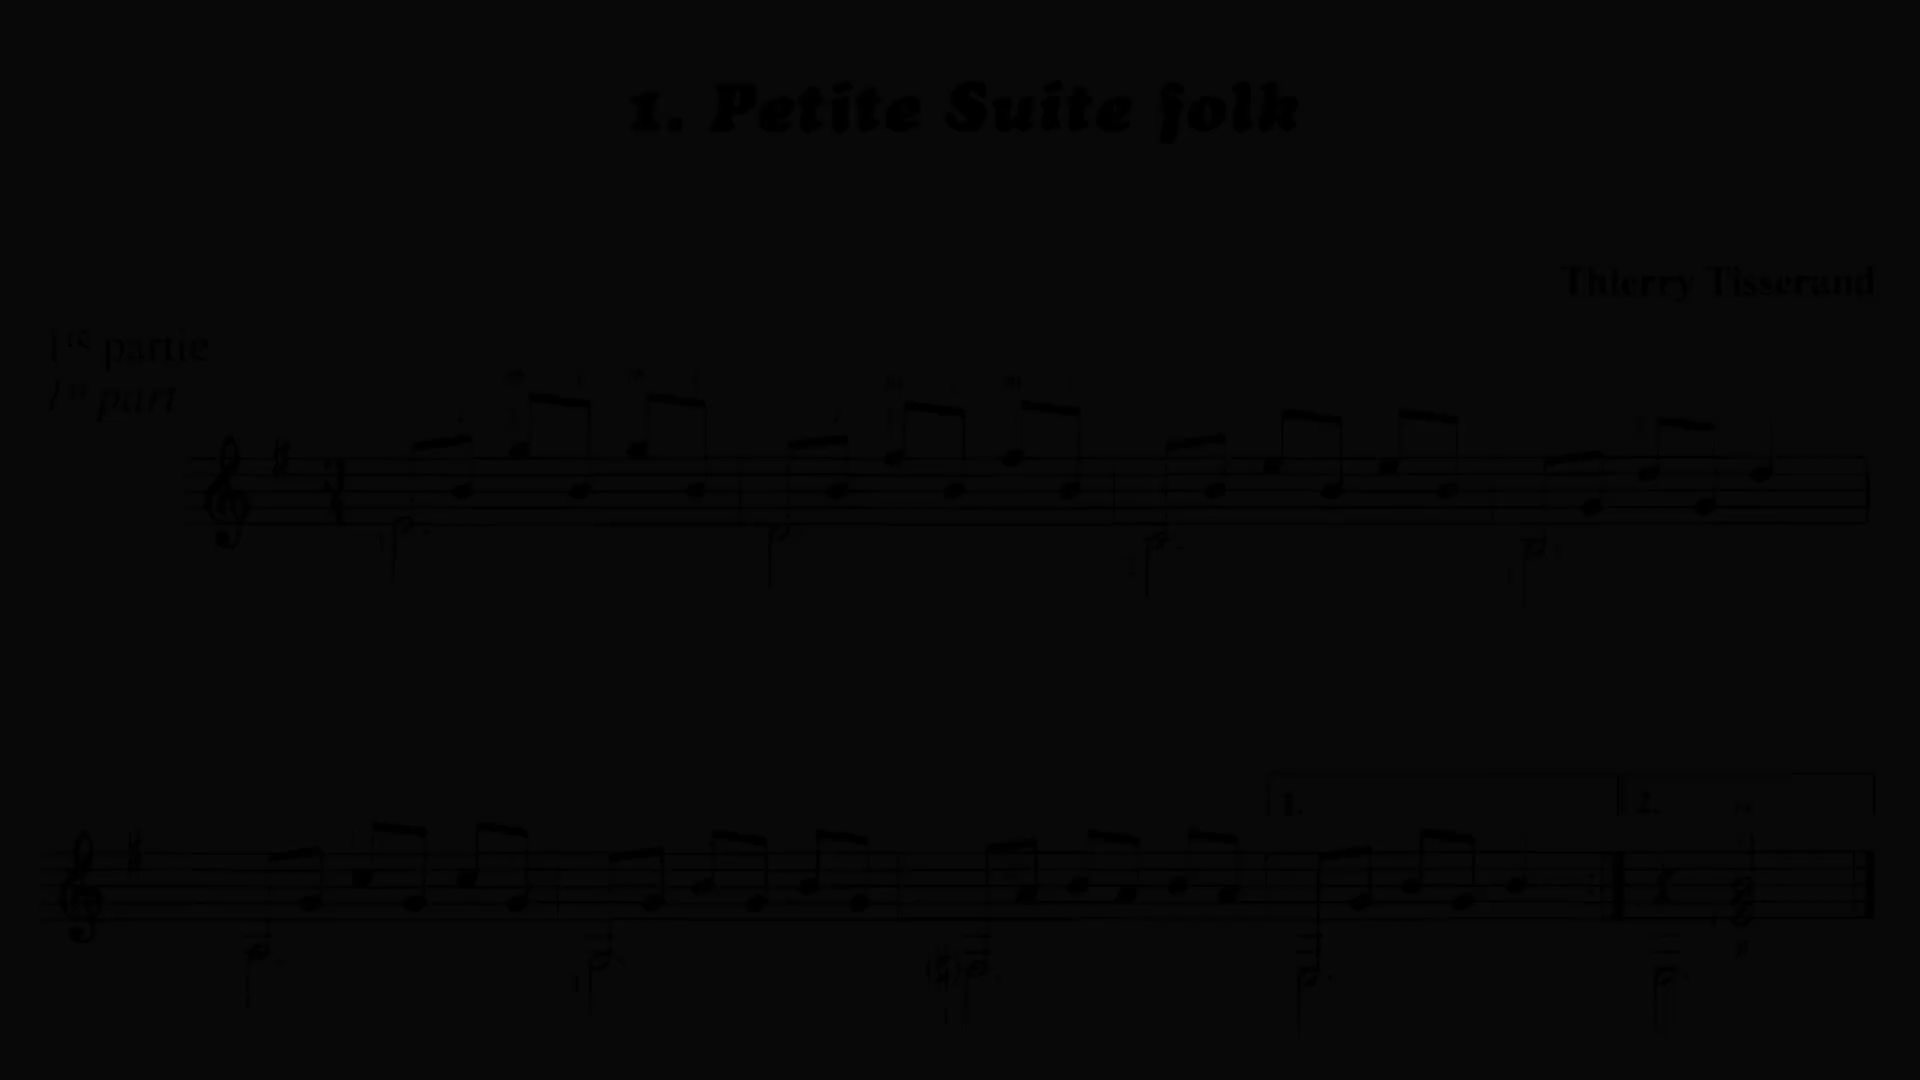 1. Petite Suite folk
Thierry Tisserand
1re partie
1st part
1.
2.